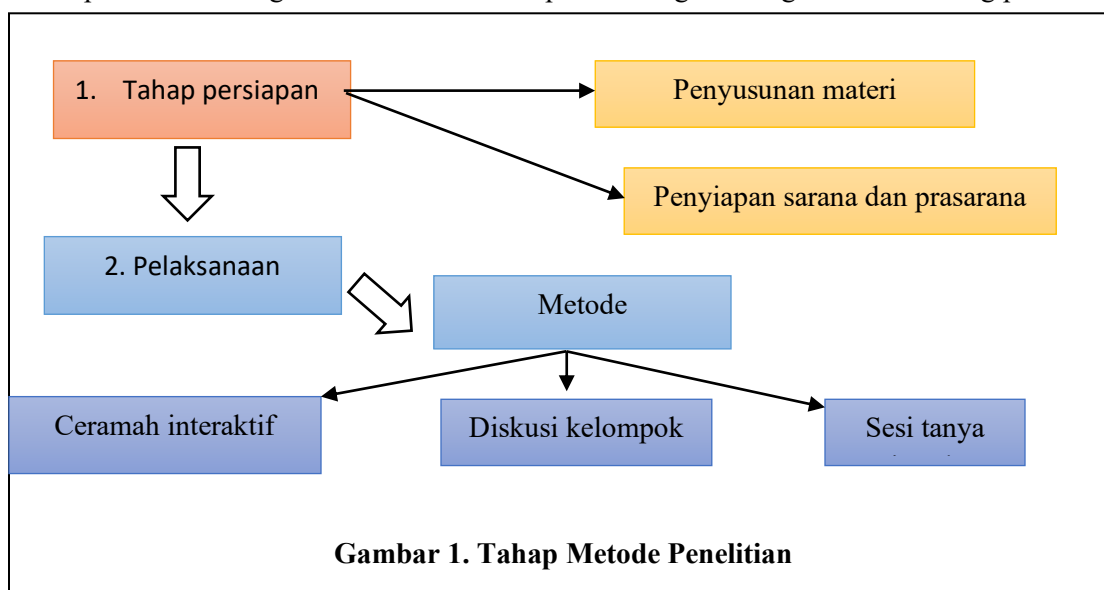 1. Tahap persiapan
Penyusunan materi
Penyiapan sarana dan prasarana
2. Pelaksanaan
Metode
Ceramah interaktif
Diskusi kelompok
Sesi tanya
Gambar 1. Tahap Metode Penelitian